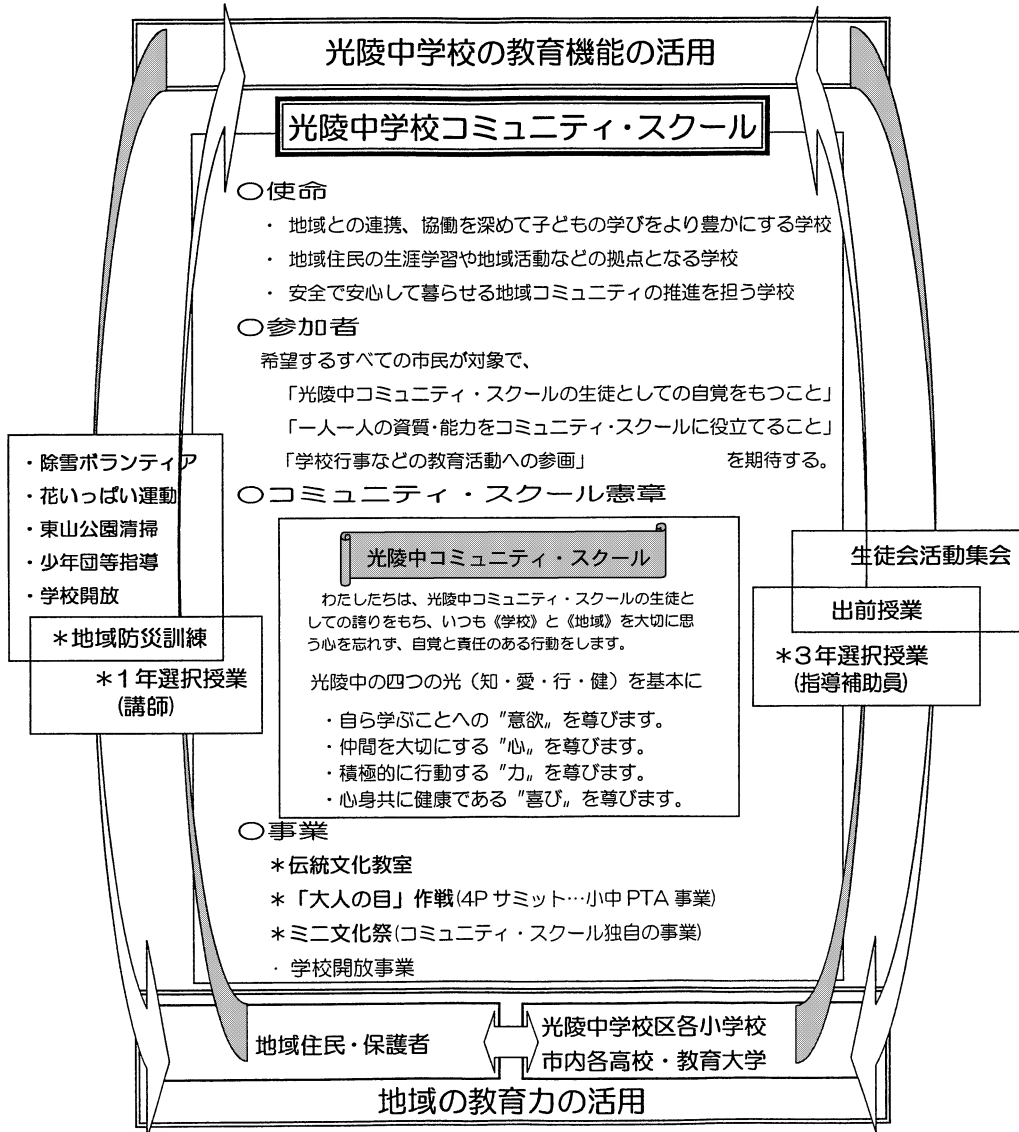 光陵中学校の教育機能の活用
光陵中学校コミュニティ・スクール
○使命
・ 地域との連携、協働を深めて子どもの学びをより豊かにする学校
・ 地域住民の生涯学習や地域活動などの拠点となる学校
・ 安全で安心して暮らせる地域コミュニティの推進を担う学校
○参加者
希望するすべての市民が対象で、
「光陵中コミュニティ・スクールの生徒としての自覚をもつこと」
「一人一人の資質・能力をコミュニティ・スクールに役立てること」
「学校行事などの教育活動への参画」 を期待する。
○コミュニティ・スクール憲章
光陵中コミュニティ・スクール
わたしたちは、光陵中コミュニティ・スクールの生徒と
しての誇りをもち、いつも《学校》と《地域》を大切に思
う心を忘れず、自覚と責任のある行動をします。
光陵中の四つの光（知・愛・行・健）を基本に
・自ら学ぶことへの〝意欲〟を尊びます。
・仲間を大切にする〝心〟を尊びます。
・積極的に行動する〝力〟を尊びます。
・心身共に健康である〝喜び〟を尊びます。
○事業
＊伝統文化教室
＊「大人の目」作戦(4P サミット…小中 PTA 事業)
＊ミニ文化祭(コミュニティ・スクール独自の事業)
・ 学校開放事業
・除雪ボランティア
・花いっぱい運動
・東山公園清掃
・少年団等指導
・学校開放
＊地域防災訓練
＊１年選択授業
(講師)
生徒会活動集会
出前授業
＊３年選択授業
(指導補助員)
地域住民・保護者
光陵中学校区各小学校
市内各高校・教育大学
地域の教育力の活用